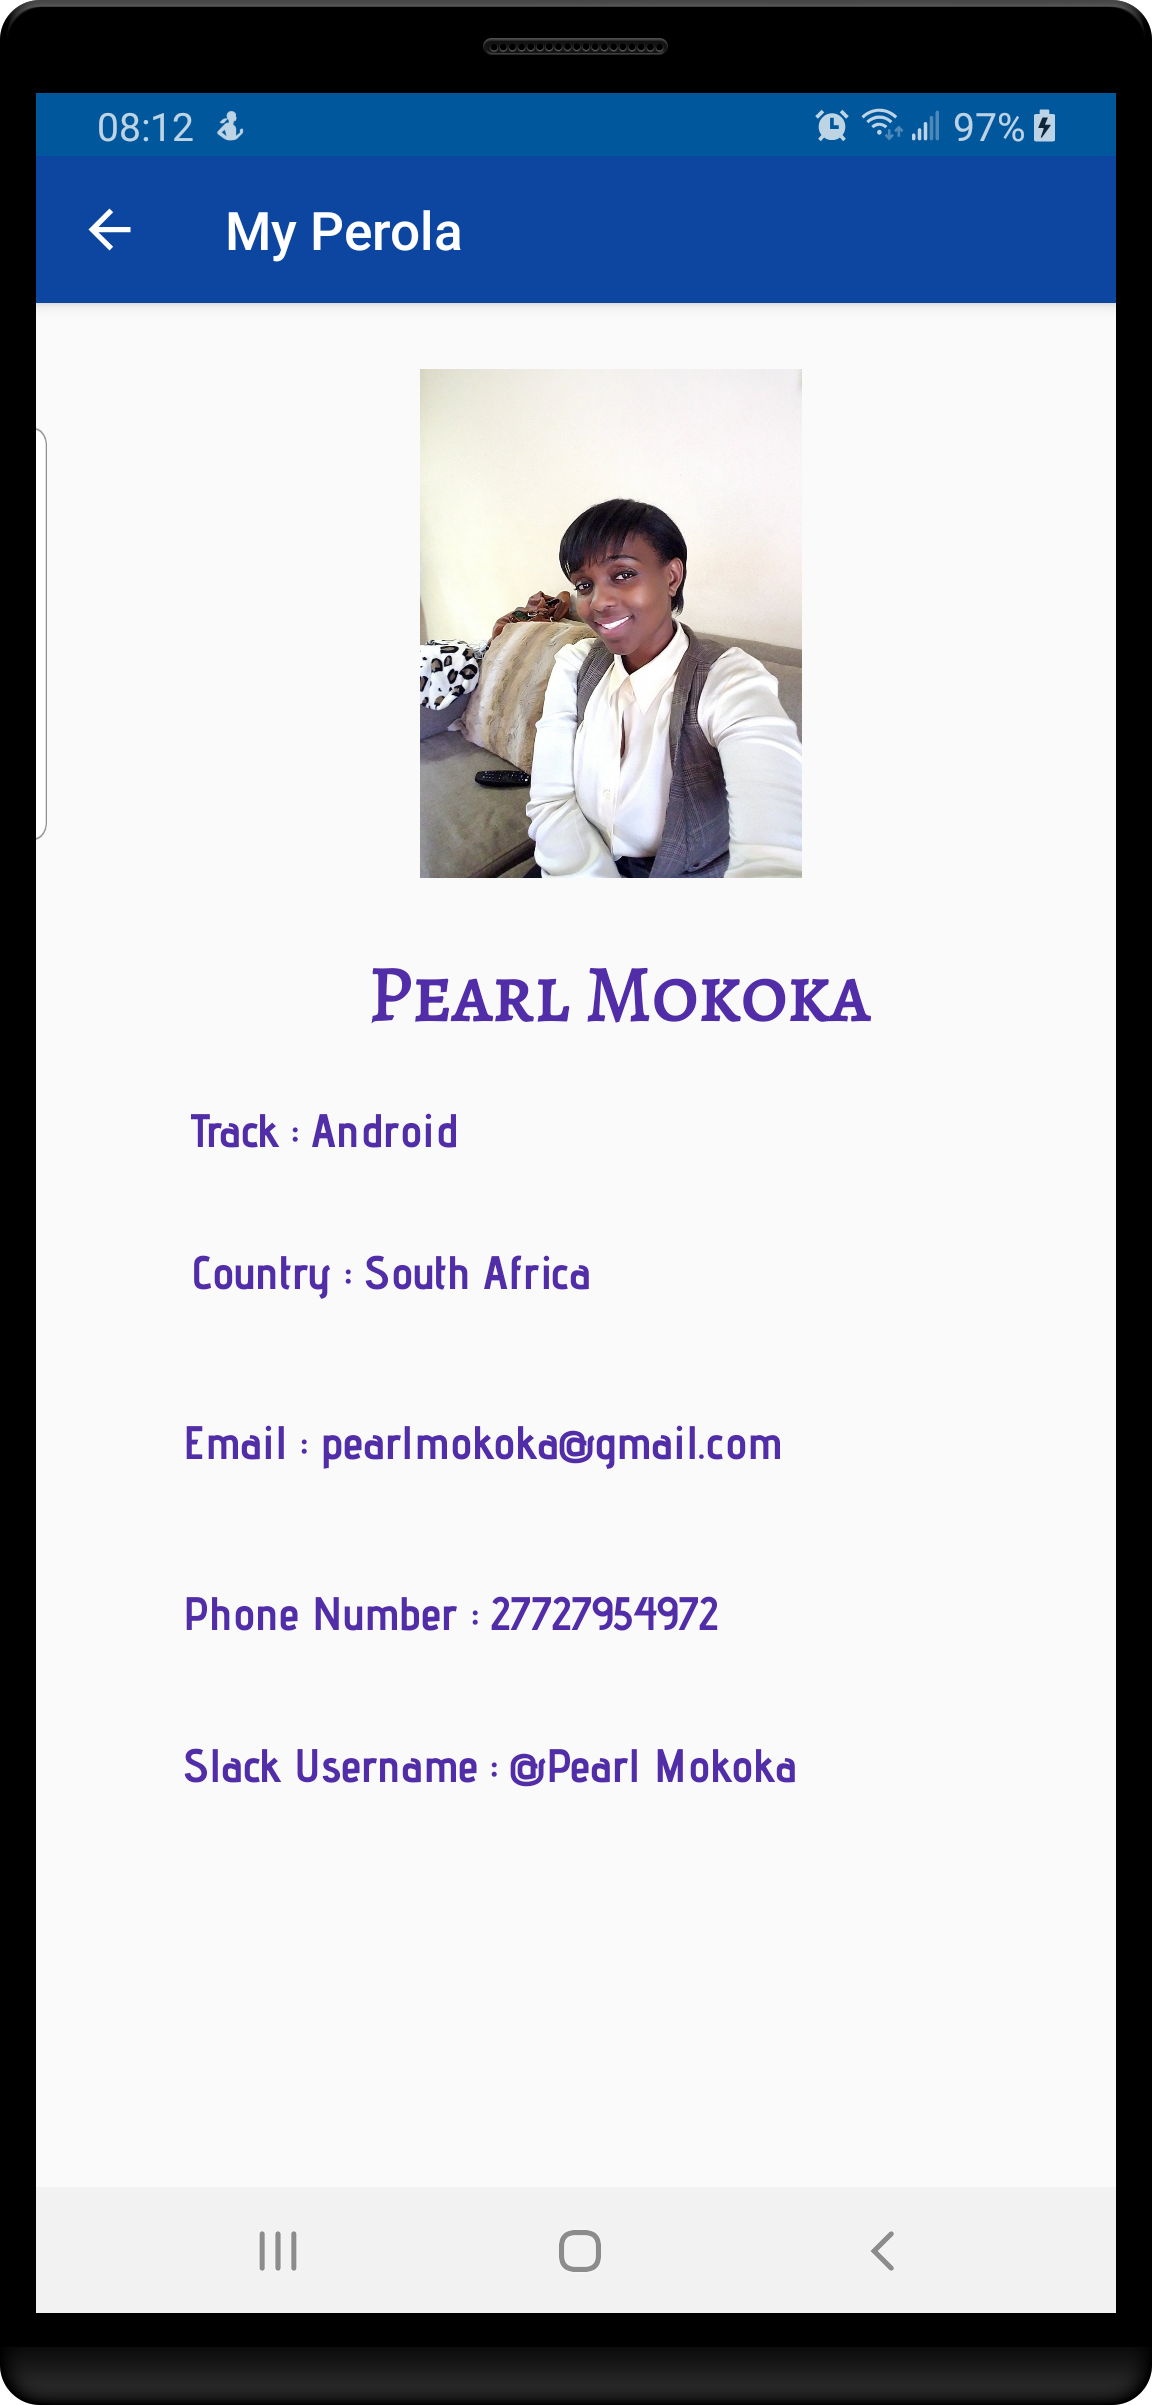 08:12 97%
My Perola
Pearl Mokoka
Track : Android
Country : South Africa
Email : pearlmokoka@gmail.com
Phone Number : 27727954972
Slack Username : @Pearl Mokoka